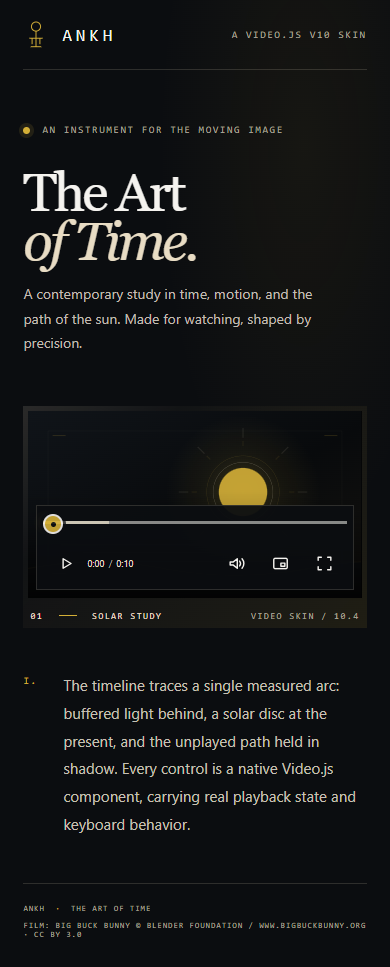 ANKH
A VIDEO.JS V10 SKIN
AN INSTRUMENT FOR THE MOVING IMAGE
The Art
of Time.
A contemporary study in time, motion, and the
path of the sun. Made for watching, shaped by
precision.
0:00 / 0:10
01 — SOLAR STUDY
VIDEO SKIN / 10.4
I.
The timeline traces a single measured arc:
buffered light behind, a solar disc at the
present, and the unplayed path held in
shadow. Every control is a native Video.js
component, carrying real playback state and
keyboard behavior.
ANKH · THE ART OF TIME
FILM: BIG BUCK BUNNY © BLENDER FOUNDATION / WWW.BIGBUCKBUNNY.ORG
· CC BY 3.0